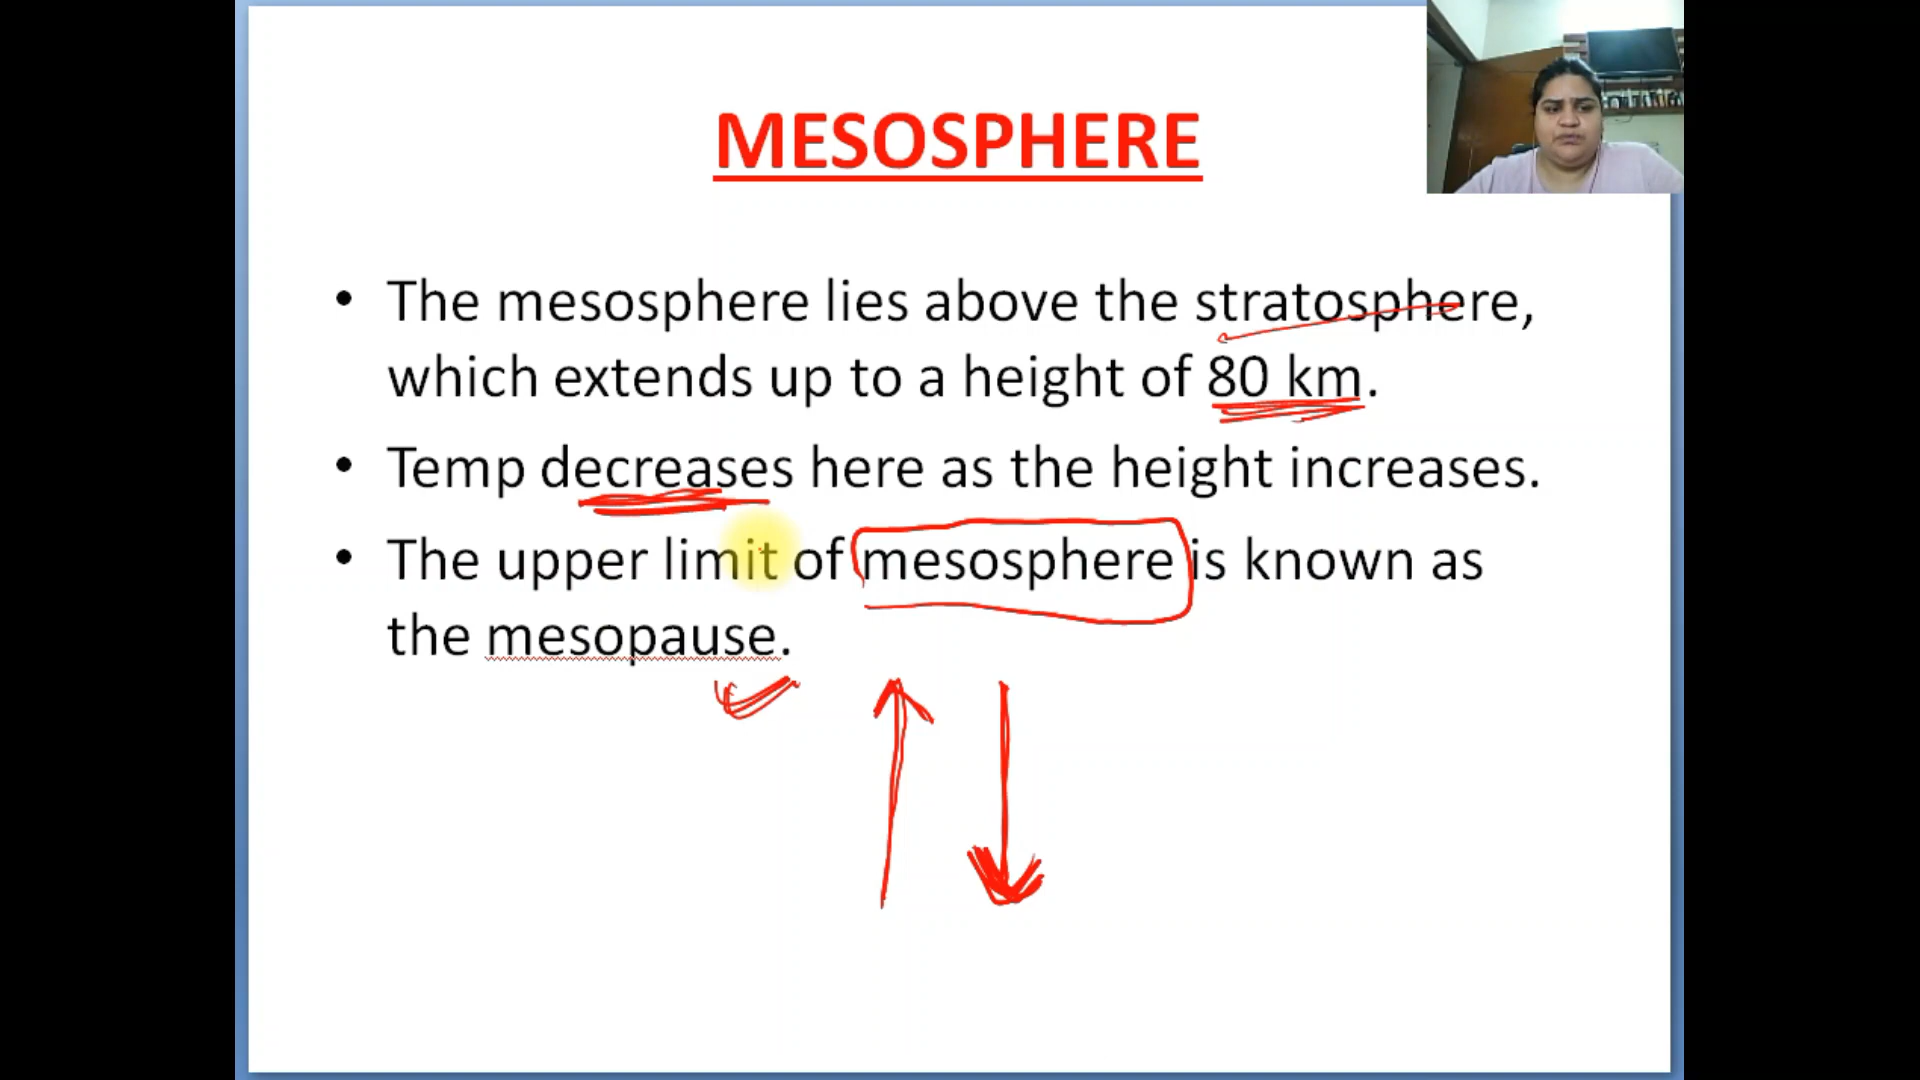 MESOSPHERE
• The mesosphere lies above the stratosphere,
which extends up to a height of 80 km.
• Temp decreases here as the height increases.
• The upper limit of mesosphere is known as
the mesopause.